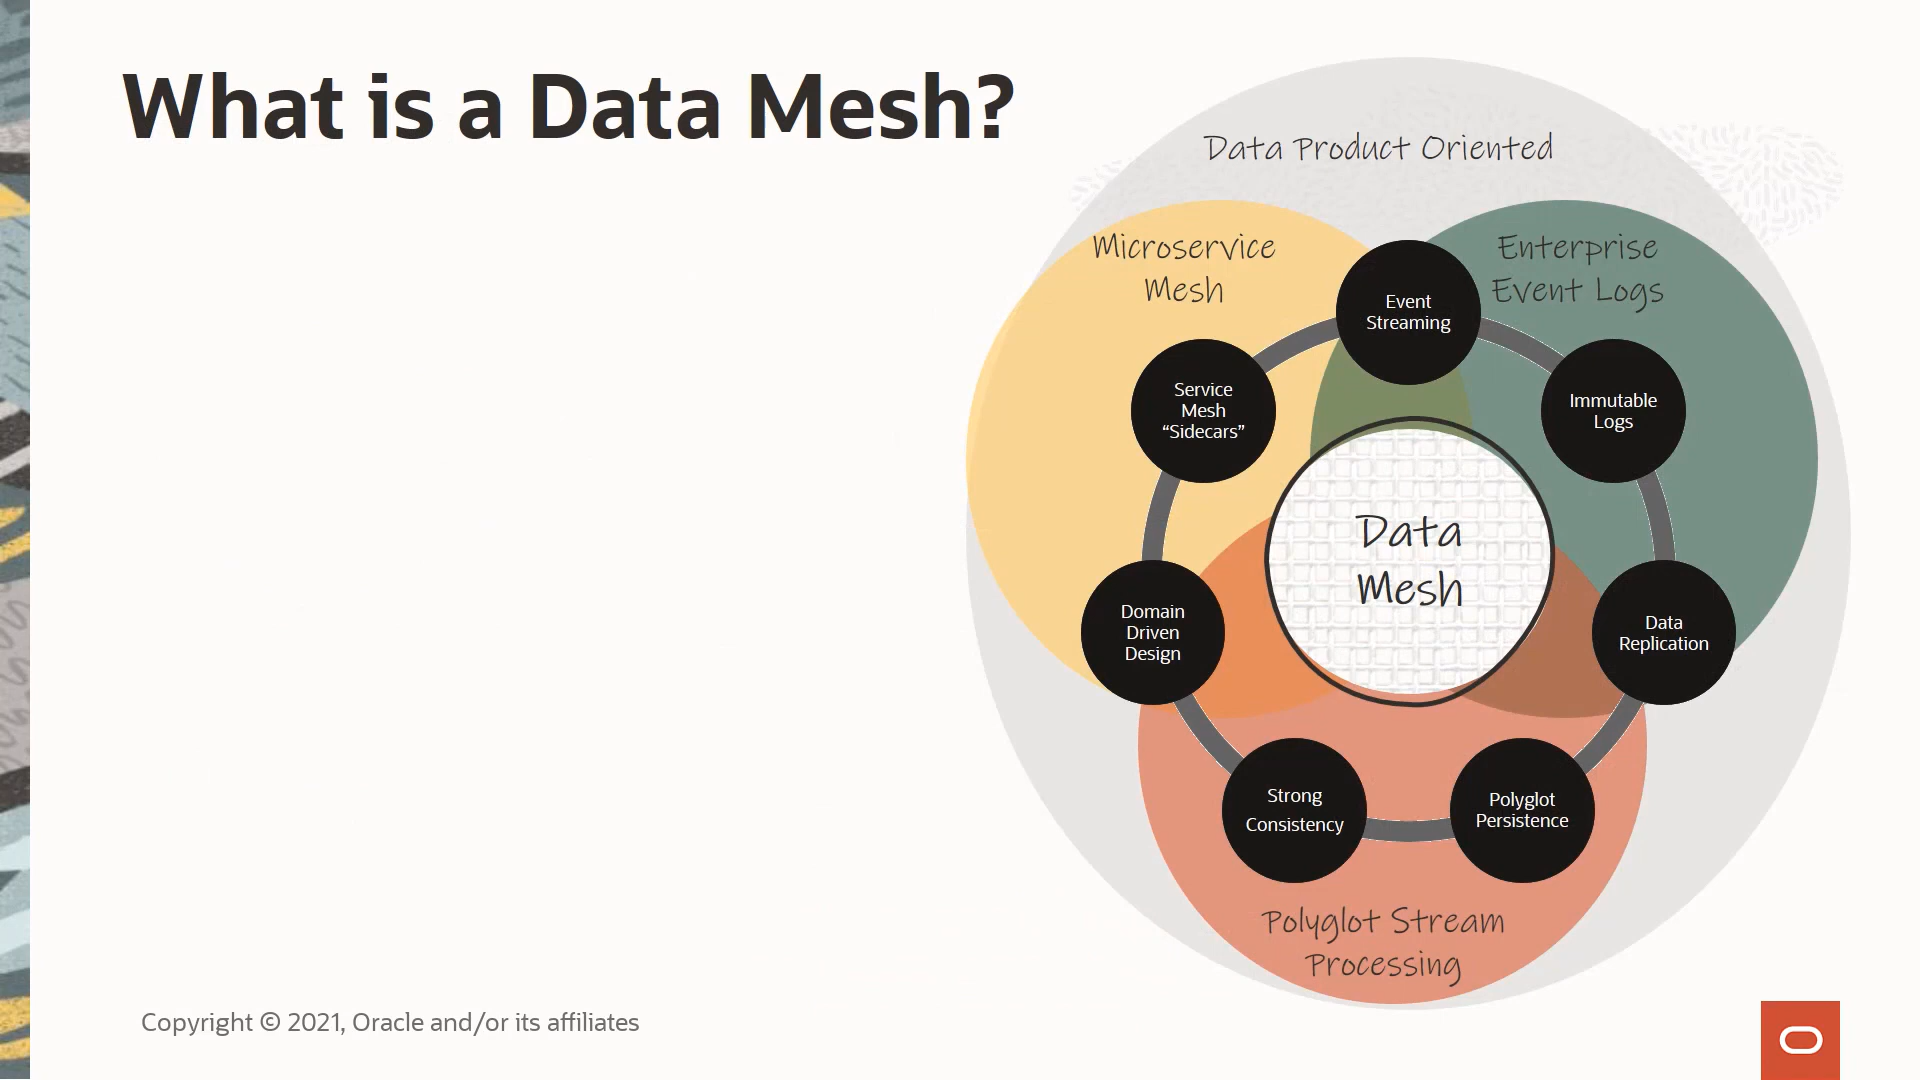 What is a Data Mesh?
Data Product Oriented
Microservice
Mesh
Enterprise
Event Logs
Event
Streaming
Service
Mesh
“Sidecars”
Immutable
Logs
Data
Mesh
Domain
Driven
Design
Data
Replication
Strong
Consistency
Polyglot
Persistence
Polyglot Stream
Processing
Copyright © 2021, Oracle and/or its affiliates